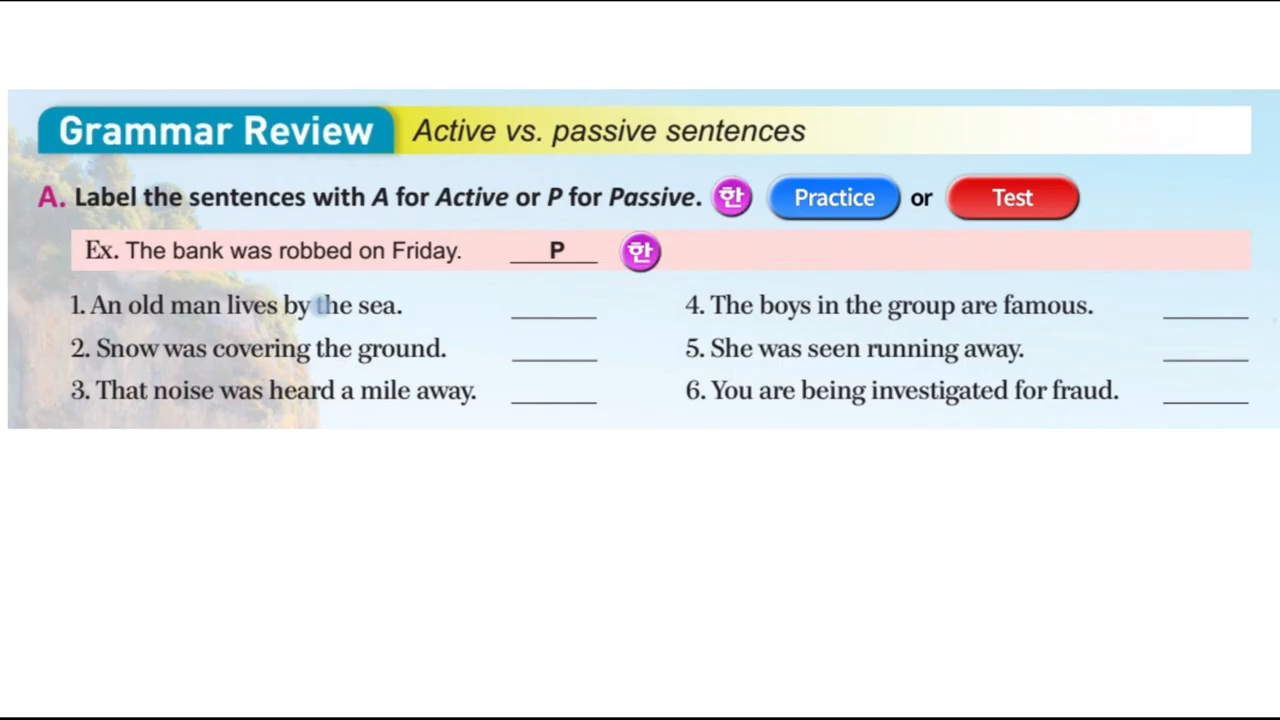 Grammar Review Active vs. passive sentences
A. Label the sentences with A for Active or P for Passive. 한 Practice or Test
Ex. The bank was robbed on Friday. P 한
1. An old man lives by the sea.
2. Snow was covering the ground.
3. That noise was heard a mile away.
4. The boys in the group are famous.
5. She was seen running away.
6. You are being investigated for fraud.